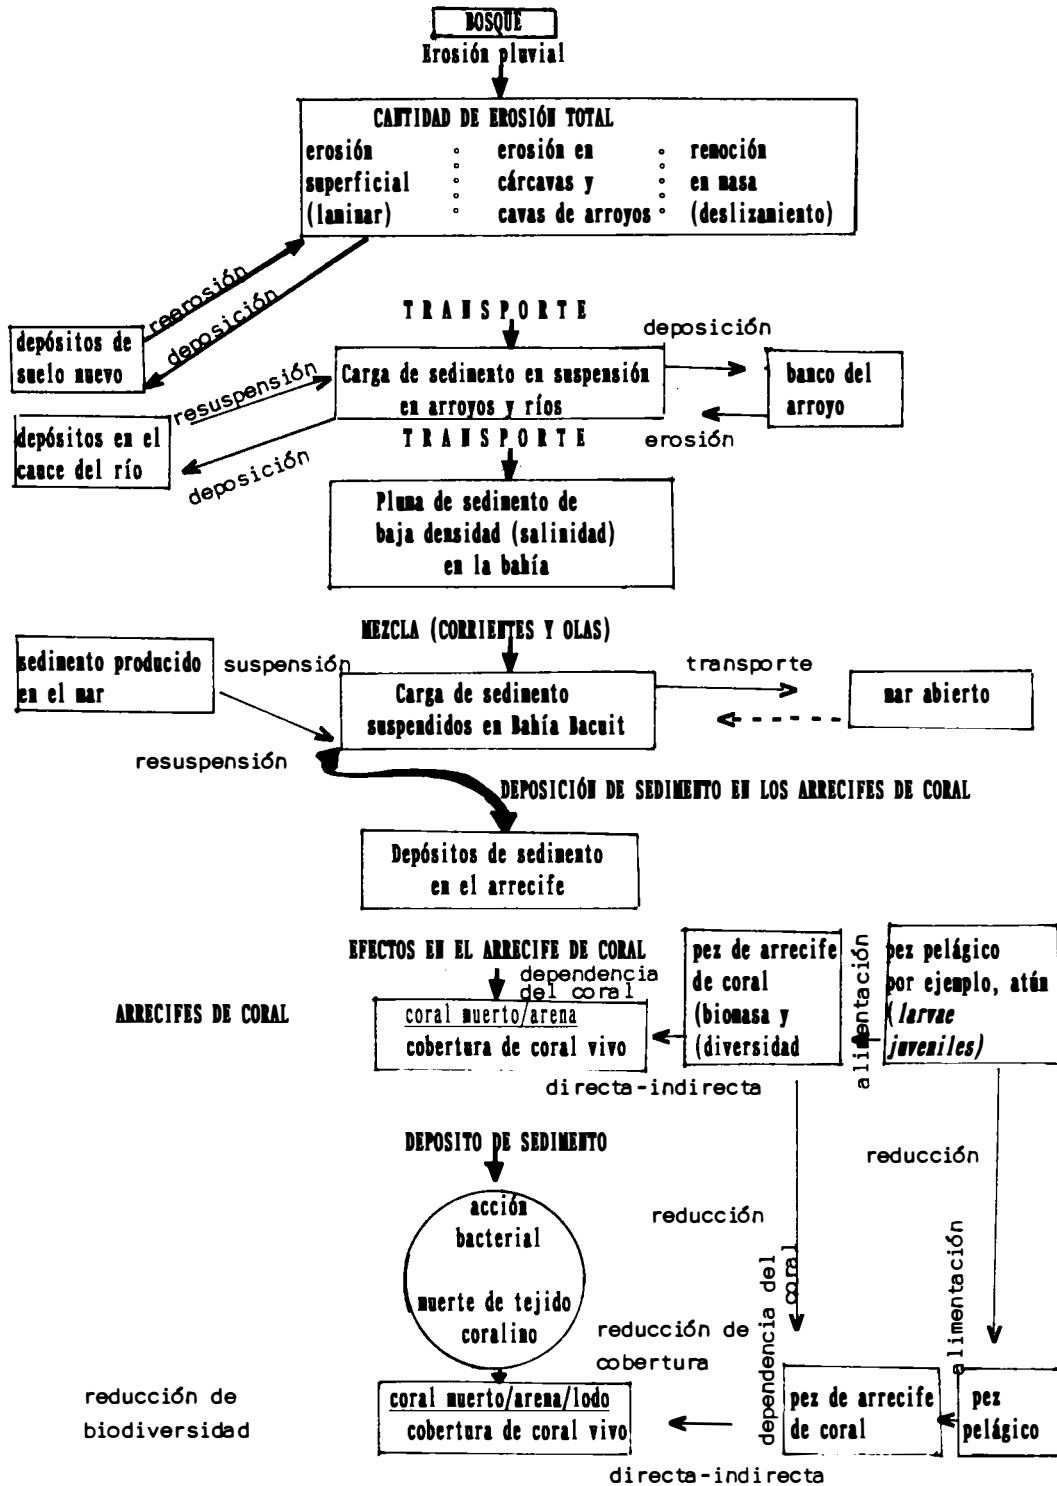 BOSQUE
Erosión pluvial
CANTIDAD DE EROSIÓN TOTAL
erosión
superficial
(laminar)
erosión en
cárcavas y
cavas de arroyos
remoción
en masa
(deslizamiento)
reerosión
deposición
depósitos de
suelo nuevo
TRANSPORTE
Carga de sedimento en suspensión
en arroyos y ríos
deposición
banco del
arroyo
erosión
resuspensión
depósitos en el
cauce del río
deposición
TRANSPORTE
Pluma de sedimento de
baja densidad (salinidad)
en la bahía
MEZCLA (CORRIENTES Y OLAS)
sedimento producido
en el mar
suspensión
Carga de sedimento
suspendidos en Bahía Bacuit
transporte
mar abierto
resuspensión
DEPOSICIÓN DE SEDIMENTO EN LOS ARRECIFES DE CORAL
Depósitos de sedimento
en el arrecife
EFECTOS EN EL ARRECIFE DE CORAL
dependencia
del coral
ARRECIFES DE CORAL
coral muerto/arena
cobertura de coral vivo
pez de arrecife
de coral
(biomasa y
(diversidad
alimentación
pez pelágico
por ejemplo, atún
(larvae
juveniles)
directa-indirecta
DEPOSITO DE SEDIMENTO
acción
bacterial
muerte de tejido
coralino
reducción
reducción
reducción de
cobertura
dependencia del
coral
limentación
reducción de
biodiversidad
coral muerto/arena/lodo
cobertura de coral vivo
pez de arrecife
de coral
pez
pelágico
directa-indirecta